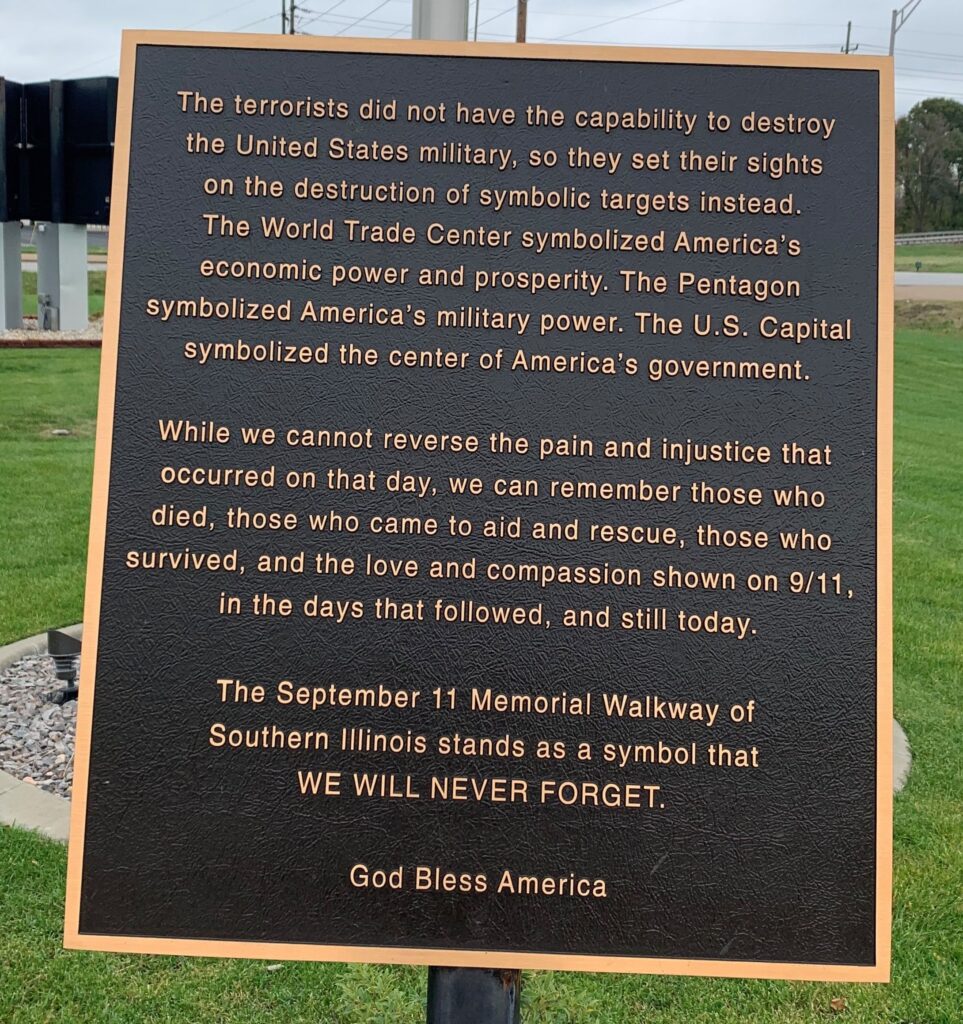 The terrorists did not have the capability to destroy
the United States military, so they set their sights
on the destruction of symbolic targets instead.
The World Trade Center symbolized America's
economic power and prosperity. The Pentagon
symbolized America's military power. The U.S. Capital
symbolized the center of America's government.
While we cannot reverse the pain and injustice that
occurred on that day, we can remember those who
died, those who came to aid and rescue, those who
survived, and the love and compassion shown on 9/11,
in the days that followed, and still today.
The September 11 Memorial Walkway of
Southern Illinois stands as a symbol that
WE WILL NEVER FORGET.
God Bless America